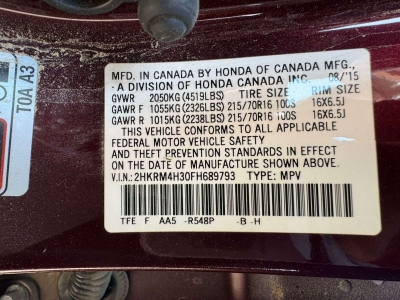 TOA A3
MFD. IN CANADA BY HONDA OF CANADA MFG.,
- A DIVISION OF HONDA CANADA INC. 08/'15
GVWR 2050KG (4519LBS) TIRE SIZE RIM SIZE
GAWR F 1055KG (2326LBS) 215/70R16 100S 16X6.5J
GAWR R 1015KG (2238LBS) 215/70R16 100S 16X6.5J
THIS VEHICLE CONFORMS TO ALL APPLICABLE
FEDERAL MOTOR VEHICLE SAFETY
AND THEFT PREVENTION STANDARDS IN EFFECT
ON THE DATE OF MANUFACTURE SHOWN ABOVE.
V.I.N.: 2HKRM4H30FH689793 TYPE: MPV
TFE F AA5 -R548P -B -H